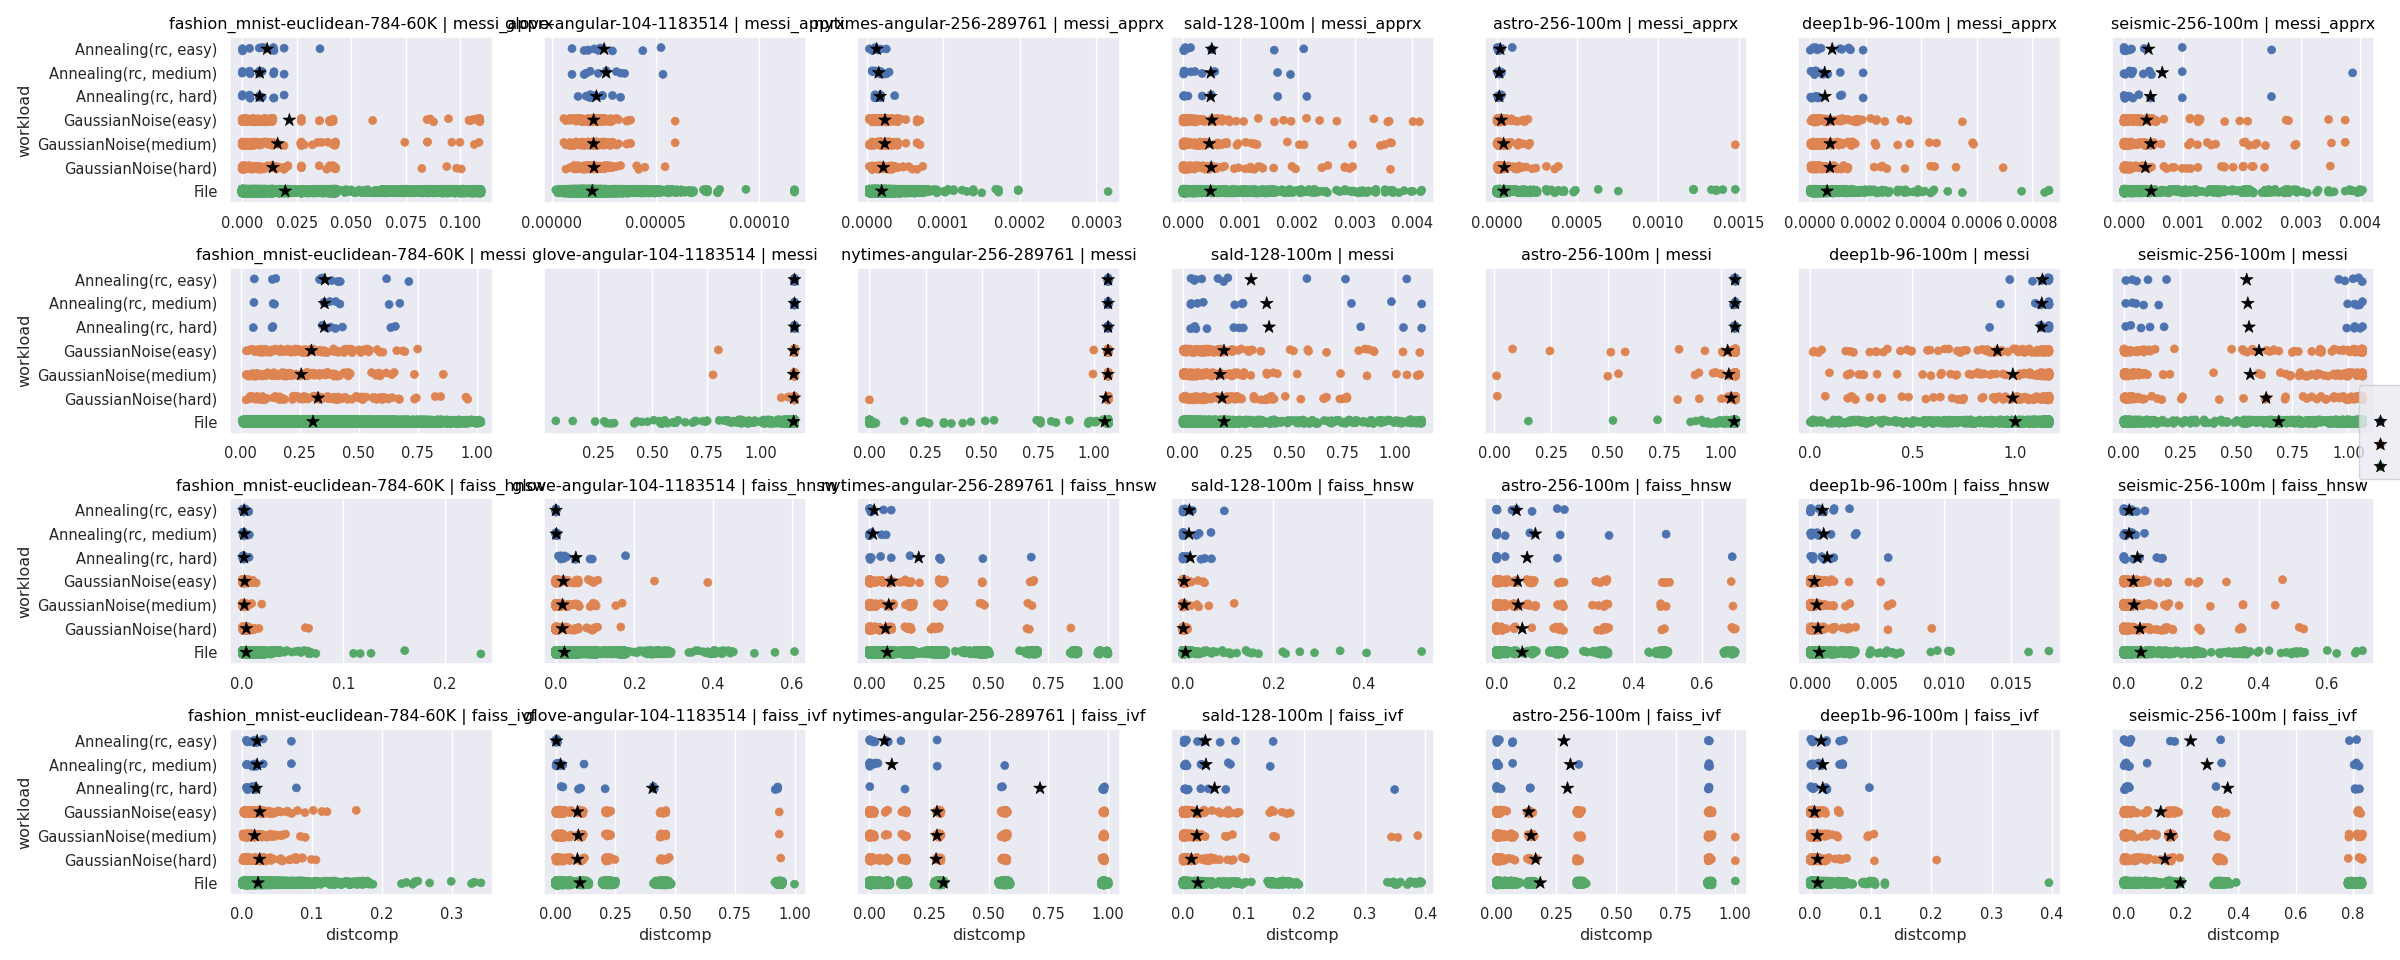 fashion_mnist-euclidean-784-60K | messi_apprx
glove-angular-104-1183514 | messi_apprx
nytimes-angular-256-289761 | messi_apprx
sald-128-100m | messi_apprx
astro-256-100m | messi_apprx
deep1b-96-100m | messi_apprx
seismic-256-100m | messi_apprx
workload
Annealing(rc, easy)
Annealing(rc, medium)
Annealing(rc, hard)
GaussianNoise(easy)
GaussianNoise(medium)
GaussianNoise(hard)
File
0.000 0.025 0.050 0.075 0.100
0.00000 0.00005 0.00010
0.0000 0.0001 0.0002 0.0003
0.000 0.001 0.002 0.003 0.004
0.0000 0.0005 0.0010 0.0015
0.0000 0.0002 0.0004 0.0006 0.0008
0.000 0.001 0.002 0.003 0.004
fashion_mnist-euclidean-784-60K | messi
glove-angular-104-1183514 | messi
nytimes-angular-256-289761 | messi
sald-128-100m | messi
astro-256-100m | messi
deep1b-96-100m | messi
seismic-256-100m | messi
workload
Annealing(rc, easy)
Annealing(rc, medium)
Annealing(rc, hard)
GaussianNoise(easy)
GaussianNoise(medium)
GaussianNoise(hard)
File
0.00 0.25 0.50 0.75 1.00
0.25 0.50 0.75 1.00
0.00 0.25 0.50 0.75 1.00
0.00 0.25 0.50 0.75 1.00
0.00 0.25 0.50 0.75 1.00
0.0 0.5 1.0
0.00 0.25 0.50 0.75 1.00
fashion_mnist-euclidean-784-60K | faiss_hnsw
glove-angular-104-1183514 | faiss_hnsw
nytimes-angular-256-289761 | faiss_hnsw
sald-128-100m | faiss_hnsw
astro-256-100m | faiss_hnsw
deep1b-96-100m | faiss_hnsw
seismic-256-100m | faiss_hnsw
workload
Annealing(rc, easy)
Annealing(rc, medium)
Annealing(rc, hard)
GaussianNoise(easy)
GaussianNoise(medium)
GaussianNoise(hard)
File
0.0 0.1 0.2
0.0 0.2 0.4 0.6
0.00 0.25 0.50 0.75 1.00
0.0 0.2 0.4
0.0 0.2 0.4 0.6
0.000 0.005 0.010 0.015
0.0 0.2 0.4 0.6
fashion_mnist-euclidean-784-60K | faiss_ivf
glove-angular-104-1183514 | faiss_ivf
nytimes-angular-256-289761 | faiss_ivf
sald-128-100m | faiss_ivf
astro-256-100m | faiss_ivf
deep1b-96-100m | faiss_ivf
seismic-256-100m | faiss_ivf
workload
Annealing(rc, easy)
Annealing(rc, medium)
Annealing(rc, hard)
GaussianNoise(easy)
GaussianNoise(medium)
GaussianNoise(hard)
File
0.0 0.1 0.2 0.3
0.00 0.25 0.50 0.75 1.00
0.00 0.25 0.50 0.75 1.00
0.0 0.1 0.2 0.3 0.4
0.00 0.25 0.50 0.75 1.00
0.0 0.1 0.2 0.3 0.4
0.0 0.2 0.4 0.6 0.8
distcomp distcomp distcomp distcomp distcomp distcomp distcomp